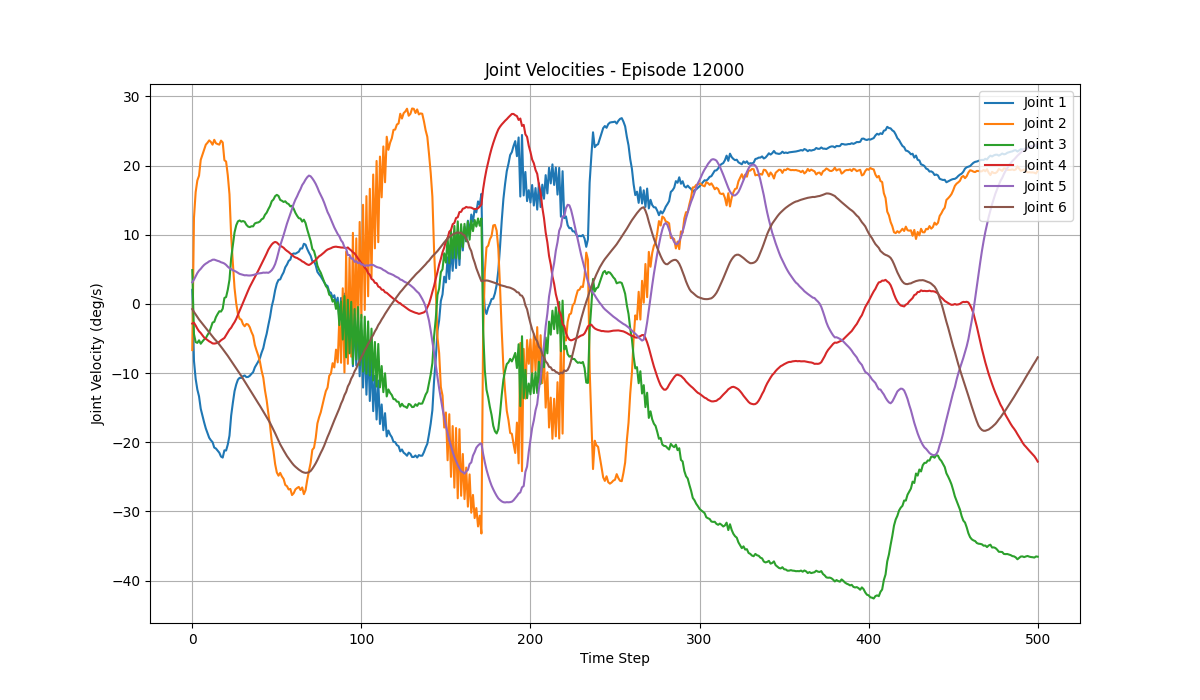 Joint Velocities - Episode 12000
Joint Velocity (deg/s)
30
20
10
0
−10
−20
−30
−40
Joint 1
Joint 2
Joint 3
Joint 4
Joint 5
Joint 6
0
100
200
300
400
500
Time Step